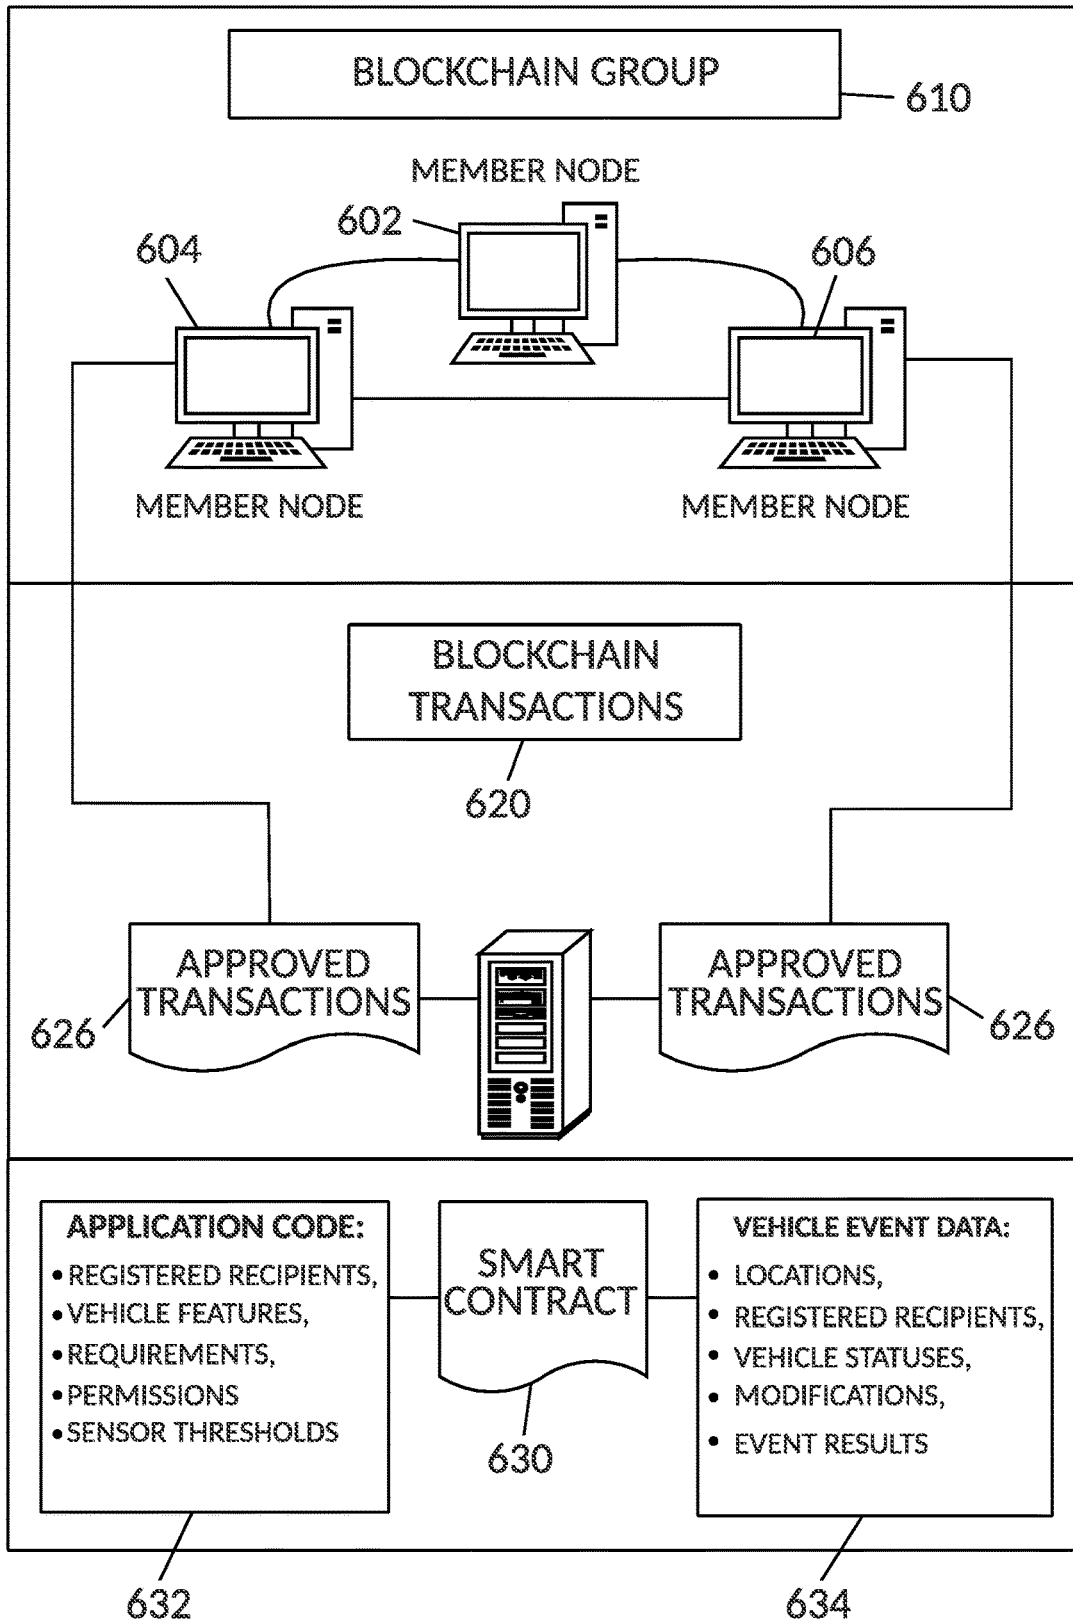 BLOCKCHAIN GROUP
610
MEMBER NODE
602
604
606
MEMBER NODE
MEMBER NODE
BLOCKCHAIN
TRANSACTIONS
620
APPROVED
TRANSACTIONS
626
APPROVED
TRANSACTIONS
626
APPLICATION CODE:
• REGISTERED RECIPIENTS,
• VEHICLE FEATURES,
• REQUIREMENTS,
• PERMISSIONS
• SENSOR THRESHOLDS
632
SMART
CONTRACT
630
VEHICLE EVENT DATA:
• LOCATIONS,
• REGISTERED RECIPIENTS,
• VEHICLE STATUSES,
• MODIFICATIONS,
• EVENT RESULTS
634